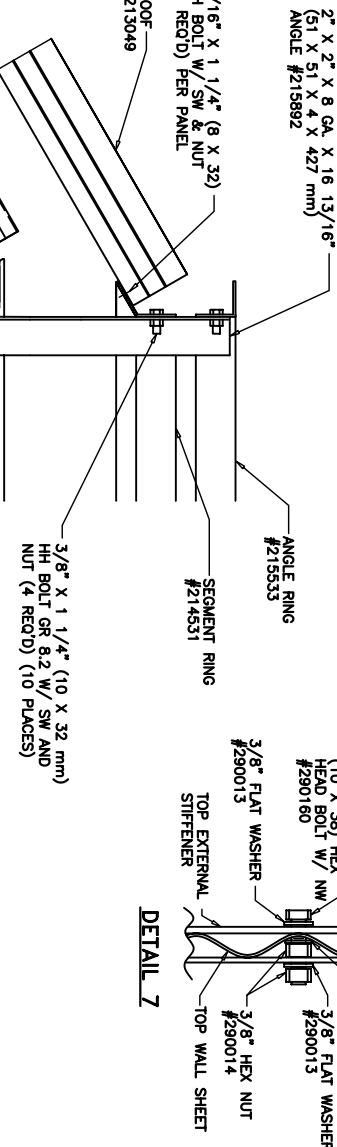 2" X 2" X 8 GA. X 16 13/16"
(51 X 51 X 4 X 427 mm)
ANGLE #215892
/16" X 1 1/4" (8 X 32)
H BOLT W/ SW & NUT
REQ'D) PER PANEL
OOF
213049
ANGLE RING
#215533
SEGMENT RING
#214531
3/8" X 1 1/4" (10 X 32 mm)
HH BOLT GR 8.2 W/ SW AND
NUT (4 REQ'D) (10 PLACES)
(10 X 38) HEX
HEAD BOLT W/ NW
#290160
3/8" FLAT WASHER
#290013
TOP EXTERNAL
STIFFENER
3/8" FLAT WASHER
#290013
3/8" HEX NUT
#290014
TOP WALL SHEET
DETAIL 7